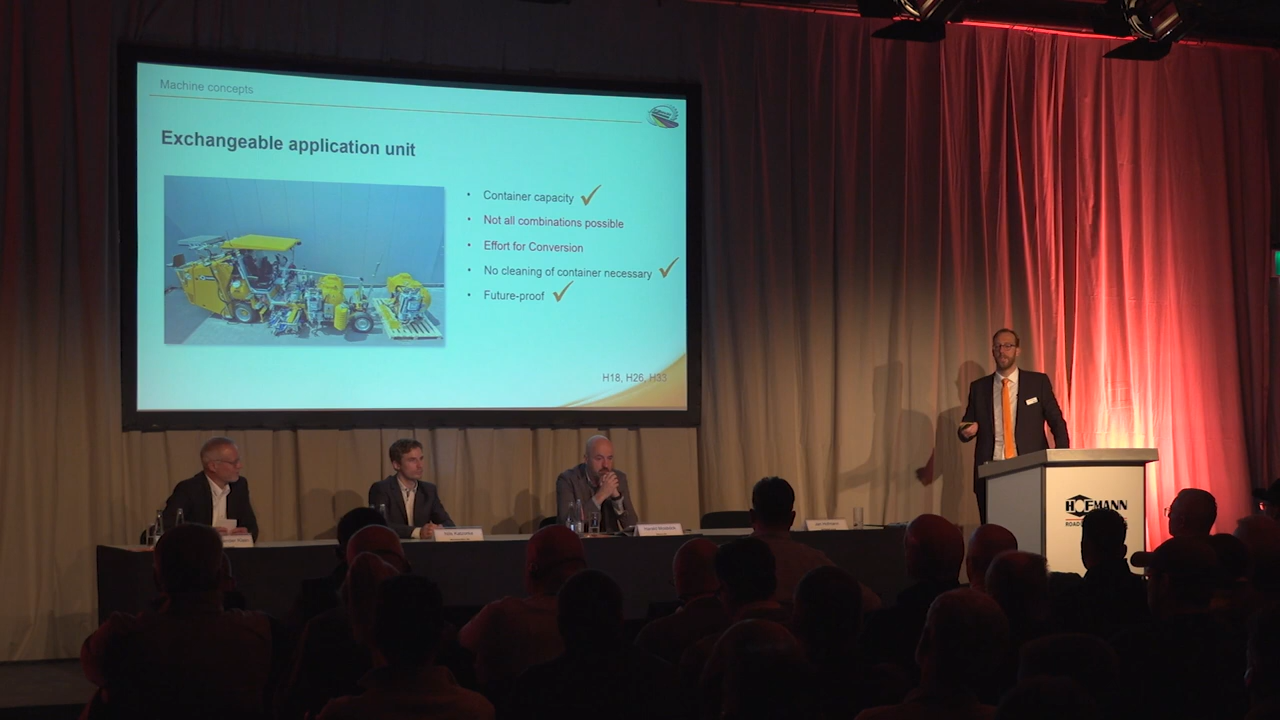 Machine concepts
Exchangeable application unit
• Container capacity
• Not all combinations possible
• Effort for Conversion
• No cleaning of container necessary
• Future-proof
H18, H26, H33
HOFMANN
ROAD